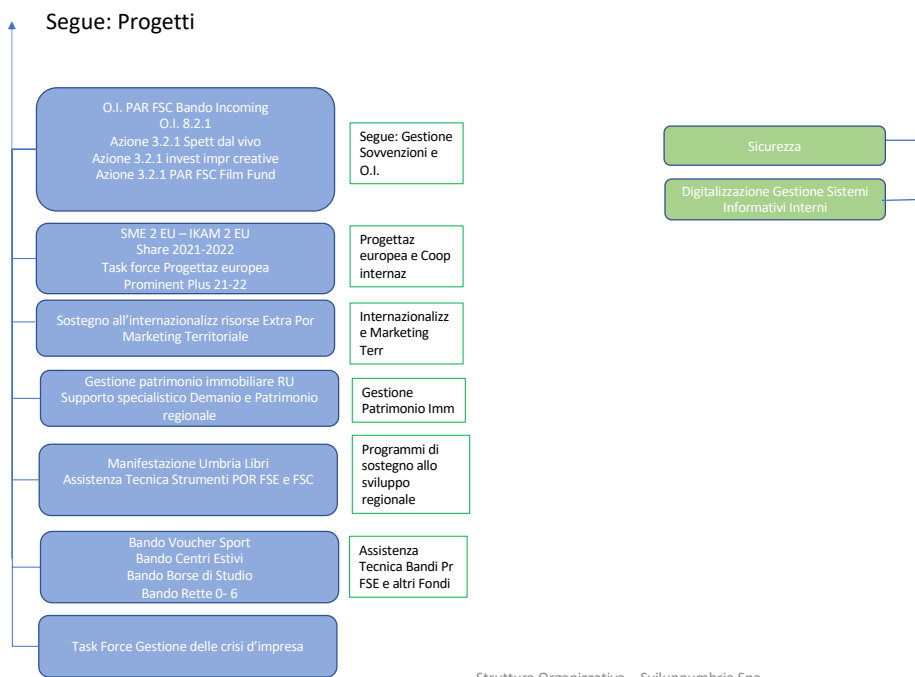 Segue: Progetti
O.I. PAR FSC Bando Incoming
O.I. 8.2.1
Azione 3.2.1 Spett dal vivo
Azione 3.2.1 invest impr creative
Azione 3.2.1 PAR FSC Film Fund
Segue: Gestione
Sovvenzioni e
O.I.
Sicurezza
Digitalizzazione Gestione Sistemi
Informativi Interni
SME 2 EU – IKAM 2 EU
Share 2021-2022
Task force Progettaz europea
Prominent Plus 21-22
Progettaz
europea e Coop
internaz
Sostegno all’internazionalizz risorse Extra Por
Marketing Territoriale
Internazionalizz
e Marketing
Terr
Gestione patrimonio immobiliare RU
Supporto specialistico Demanio e Patrimonio
regionale
Gestione
Patrimonio Imm
Manifestazione Umbria Libri
Assistenza Tecnica Strumenti POR FSE e FSC
Programmi di
sostegno allo
sviluppo
regionale
Bando Voucher Sport
Bando Centri Estivi
Bando Borse di Studio
Bando Rette 0- 6
Assistenza
Tecnica Bandi Pr
FSE e altri Fondi
Task Force Gestione delle crisi d’impresa
Struttura Organizzativa – Sviluppumbria Spa